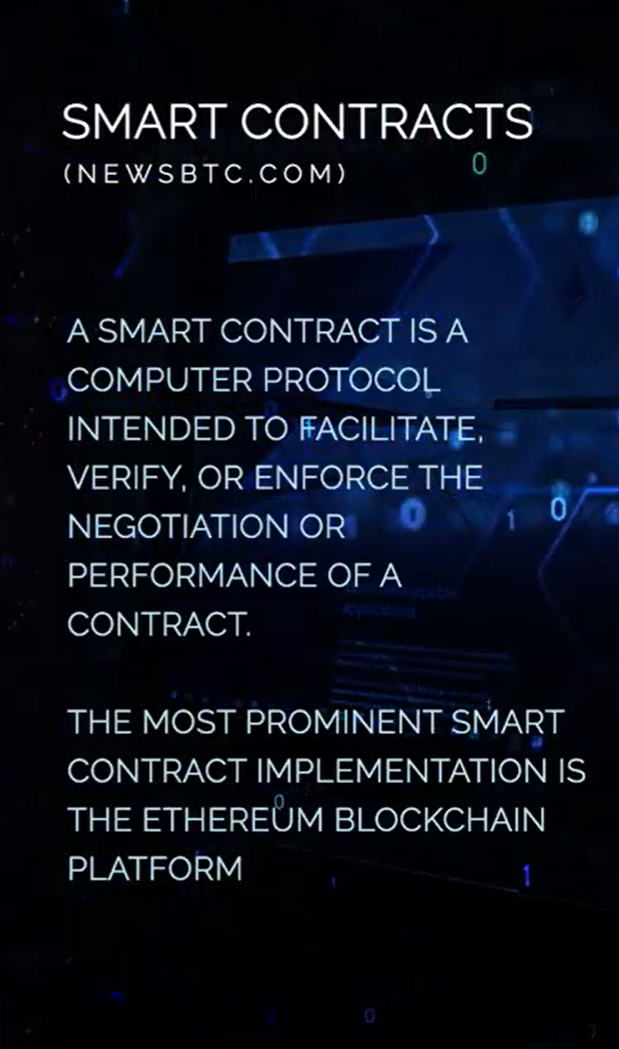 SMART CONTRACTS
(NEWSBTC.COM)
A SMART CONTRACT IS A
COMPUTER PROTOCOL
INTENDED TO FACILITATE,
VERIFY, OR ENFORCE THE
NEGOTIATION OR
PERFORMANCE OF A
CONTRACT.
THE MOST PROMINENT SMART
CONTRACT IMPLEMENTATION IS
THE ETHEREUM BLOCKCHAIN
PLATFORM